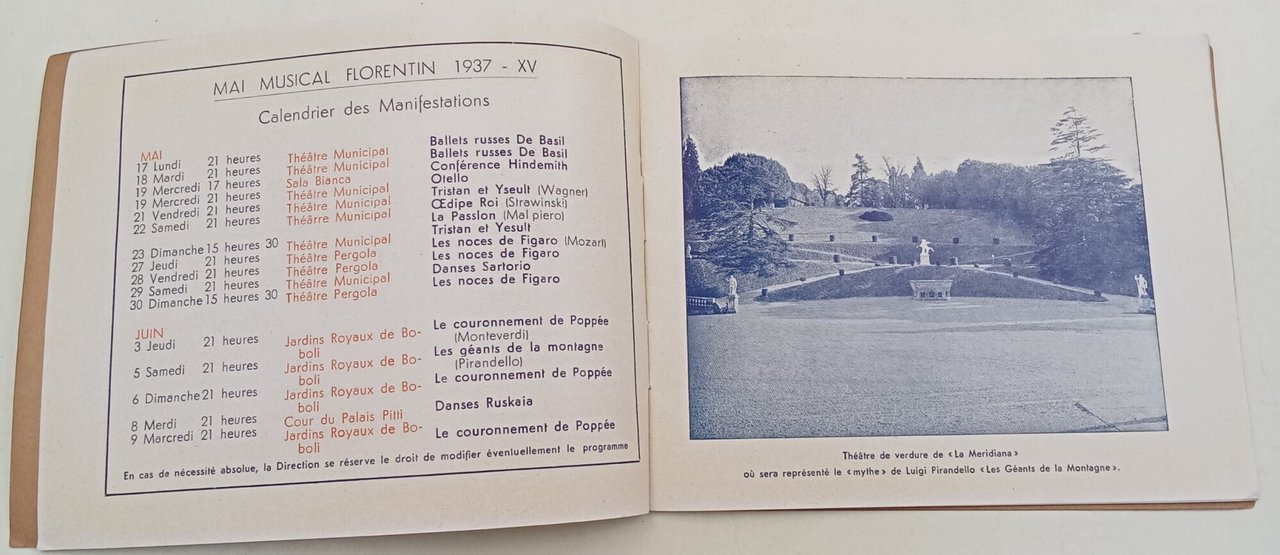 MAI MUSICAL FLORENTIN 1937 - XV
Calendrier des Manifestations
MAI
17 Lundi 21 heures Théâtre Municipal Ballets russes De Basil
18 Mardi 21 heures Théâtre Municipal Ballets russes De Basil
19 Mercredi 17 heures Sala Bianca Conférence Hindemith
19 Mercredi 21 heures Théâtre Municipal Otello
21 Vendredi 21 heures Théâtre Municipal Tristan et Yseult (Wagner)
22 Samedi 21 heures Théârre Municipal Œdipe Roi (Strawinski)
La Passlon (Mal piero)
23 Dimanche 15 heures 30 Théâtre Municipal Tristan et Yesult
27 Jeudi 21 heures Théâtre Pergola Les noces de Figaro (Mozart)
28 Vendredi 21 heures Théâtre Pergola Les noces de Figaro
29 Samedi 21 heures Théâtre Municipal Danses Sartorio
30 Dimanche 15 heures 30 Théâtre Pergola Les noces de Figaro
JUIN
3 Jeudi 21 heures Jardins Royaux de Bo- Le couronnement de Poppée
boli (Monteverdi)
5 Samedi 21 heures Jardins Royaux de Bo- Les géants de la montagne
boli (Pirandello)
6 Dimanche 21 heures Jardins Royaux de Bo- Le couronnement de Poppée
boli
8 Merdi 21 heures Cour du Palais Pitti Danses Ruskaia
9 Marcredi 21 heures Jardins Royaux de Bo- Le couronnement de Poppée
boli
En cas de nécessité absolue, la Direction se réserve le droit de modifier évenluellement le programme
Théâtre de verdure de «La Meridiana»
où sera représenté le «mythe» de Luigi Pirandello «Les Géants de la Montagne».